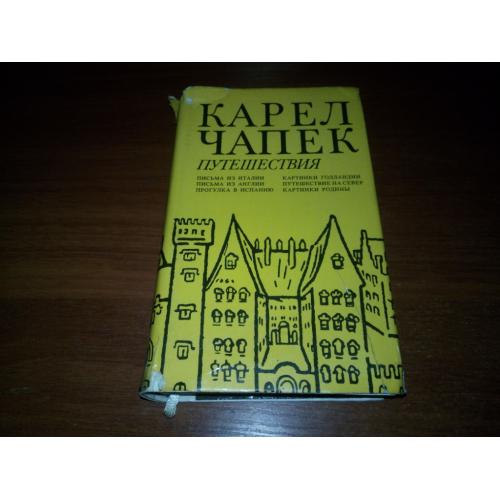 КАРЕЛ
ЧАПЕК
ПУТЕШЕСТВИЯ
ПИСЬМА ИЗ ИТАЛИИ
ПИСЬМА ИЗ АНГЛИИ
ПРОГУЛКА В ИСПАНИЮ
КАРТИНКИ ГОЛЛАНДИИ
ПУТЕШЕСТВИЕ НА СЕВЕР
КАРТИНКИ РОДИНЫ